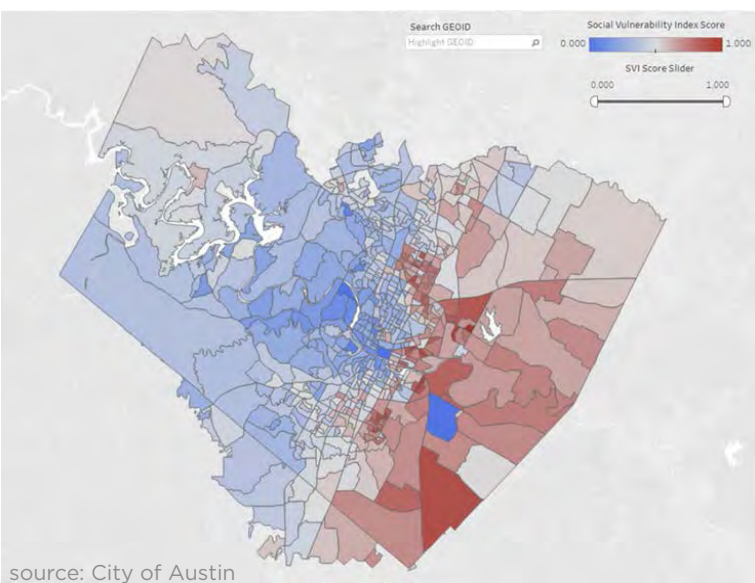 Search GEOID
Highlight GEOID
Social Vulnerability Index Score
0.000 1.000
SVI Score Slider
0.000 1.000
source: City of Austin